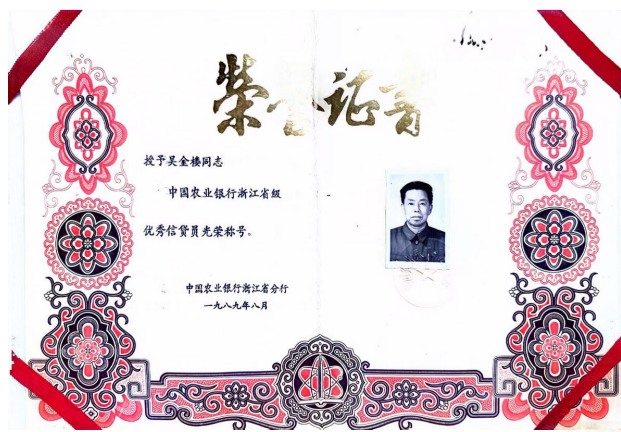 荣誉证书
授予吴金楼同志
中国农业银行浙江省级
优秀信贷员光荣称号。
中国农业银行浙江省分行
一九八九年八月